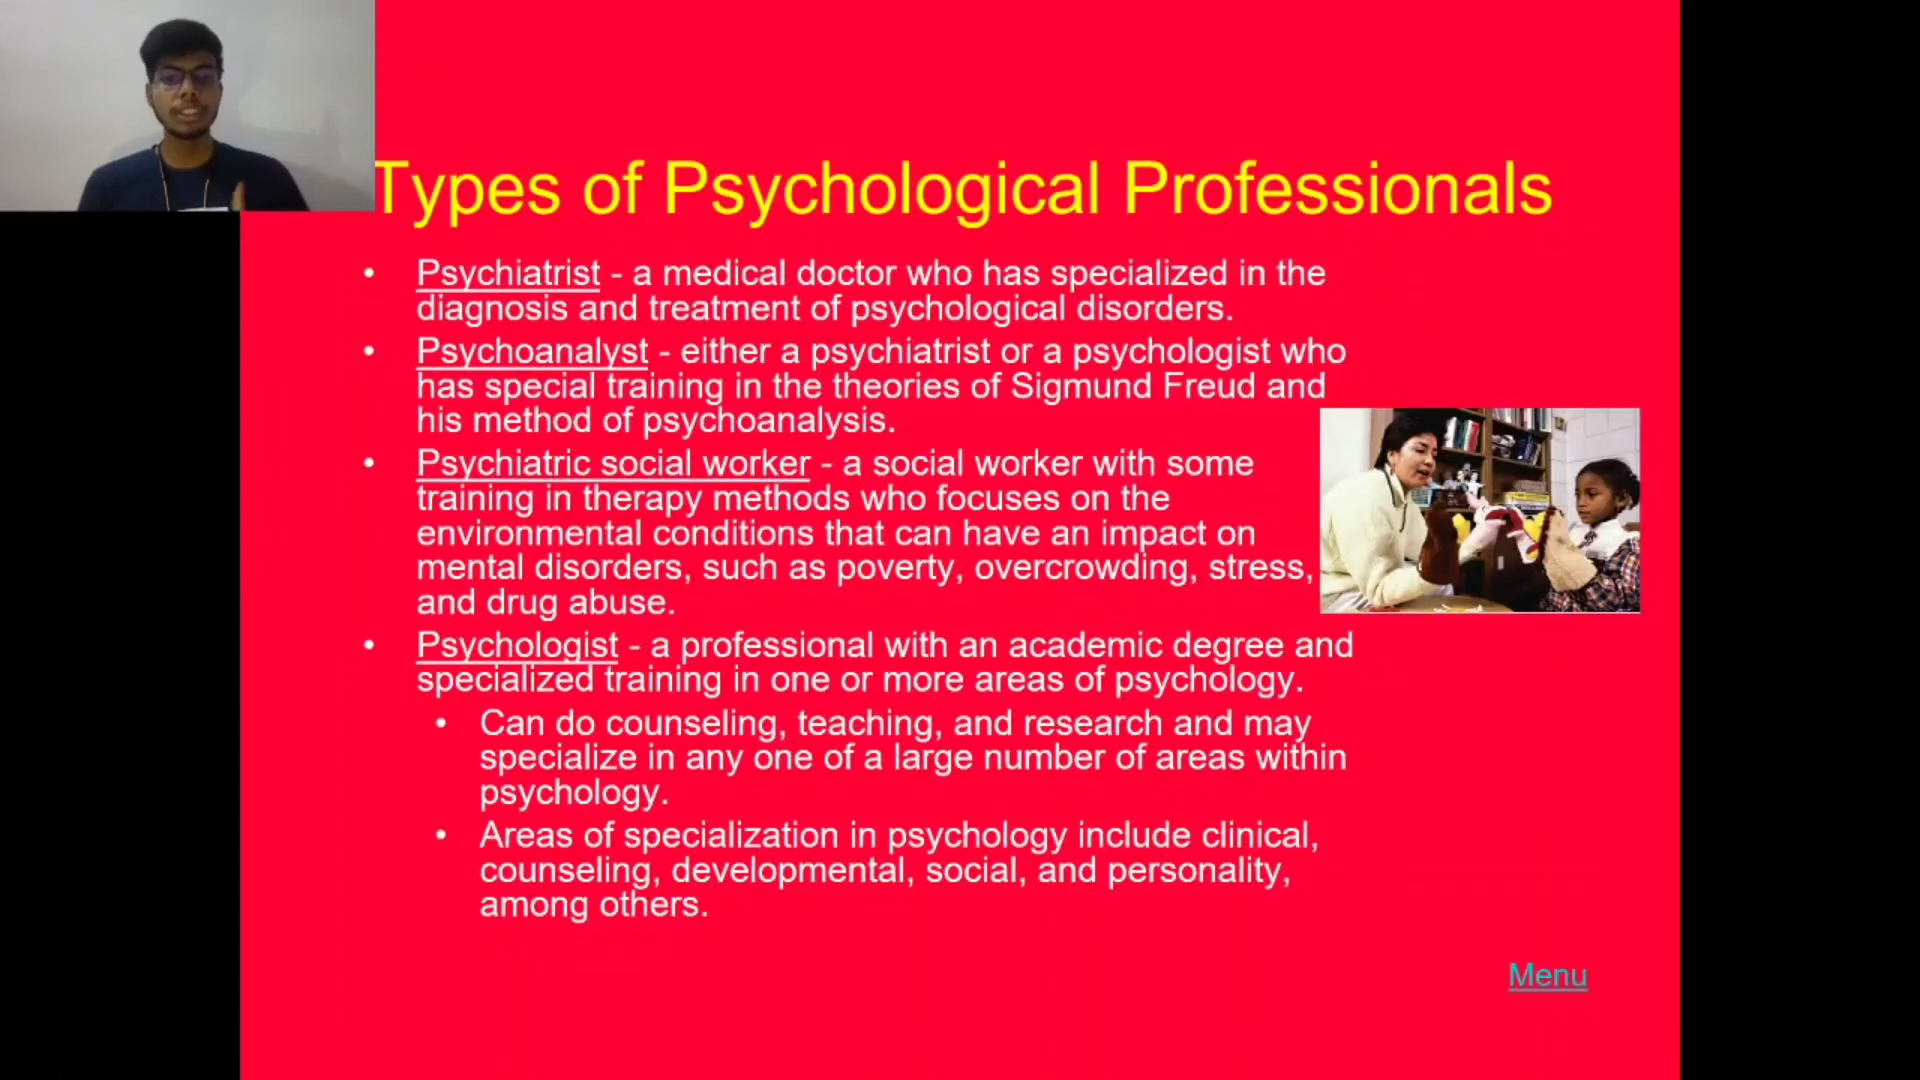 Types of Psychological Professionals
• Psychiatrist - a medical doctor who has specialized in the
diagnosis and treatment of psychological disorders.
• Psychoanalyst - either a psychiatrist or a psychologist who
has special training in the theories of Sigmund Freud and
his method of psychoanalysis.
• Psychiatric social worker - a social worker with some
training in therapy methods who focuses on the
environmental conditions that can have an impact on
mental disorders, such as poverty, overcrowding, stress,
and drug abuse.
• Psychologist - a professional with an academic degree and
specialized training in one or more areas of psychology.
• Can do counseling, teaching, and research and may
specialize in any one of a large number of areas within
psychology.
• Areas of specialization in psychology include clinical,
counseling, developmental, social, and personality,
among others.
Menu